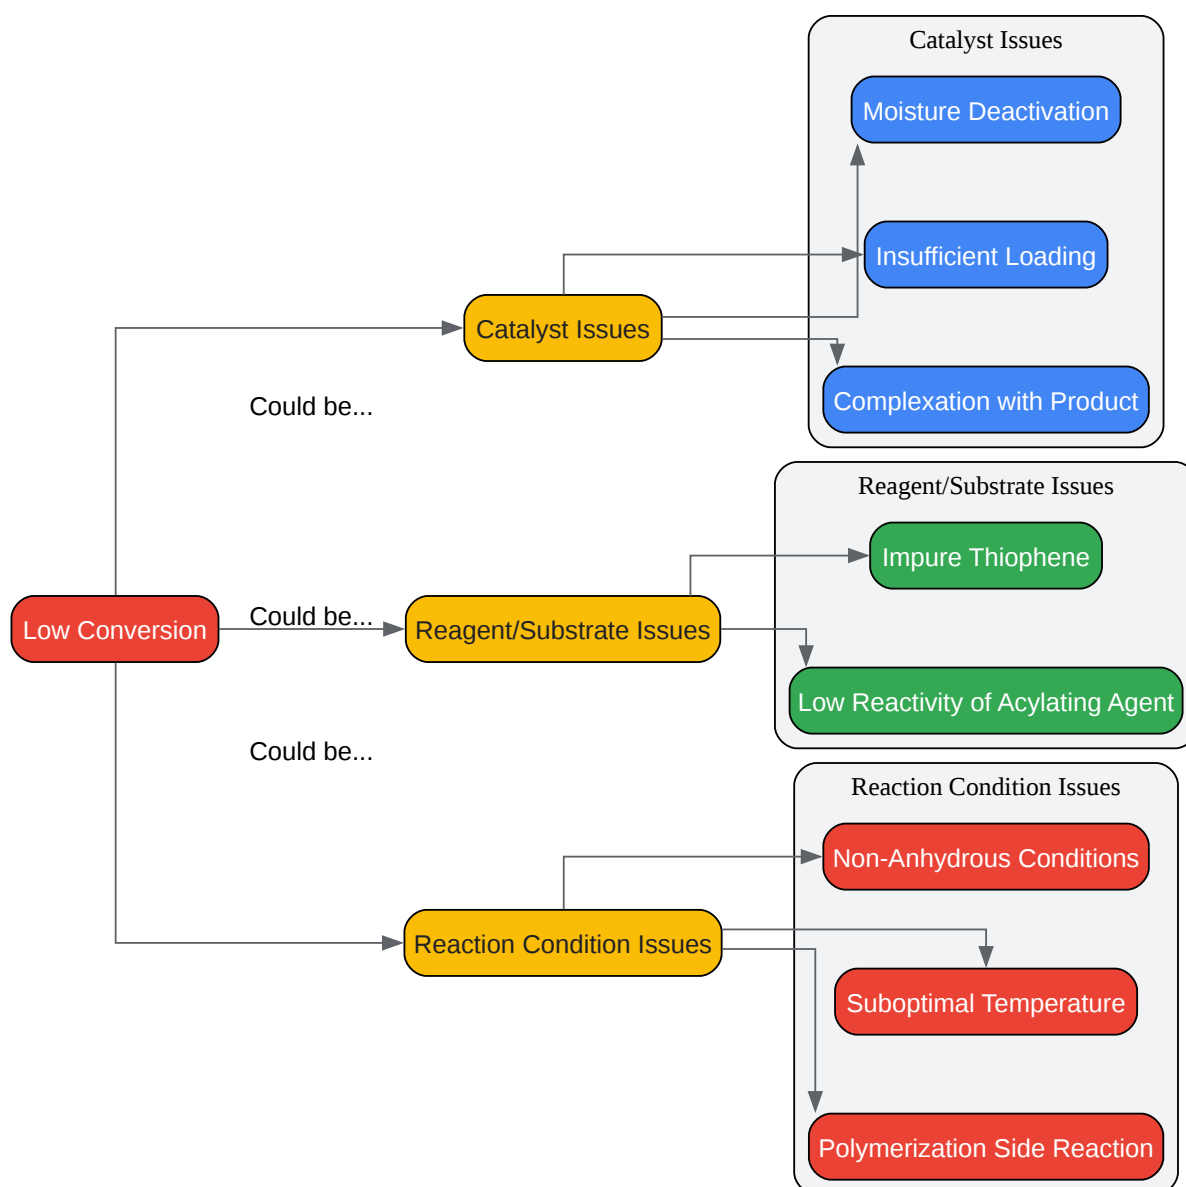 Catalyst Issues
Moisture Deactivation
Insufficient Loading
Catalyst Issues
Complexation with Product
Could be...
Reagent/Substrate Issues
Impure Thiophene
Low Conversion
Could be...
Reagent/Substrate Issues
Low Reactivity of Acylating Agent
Could be...
Reaction Condition Issues
Non-Anhydrous Conditions
Reaction Condition Issues
Suboptimal Temperature
Polymerization Side Reaction